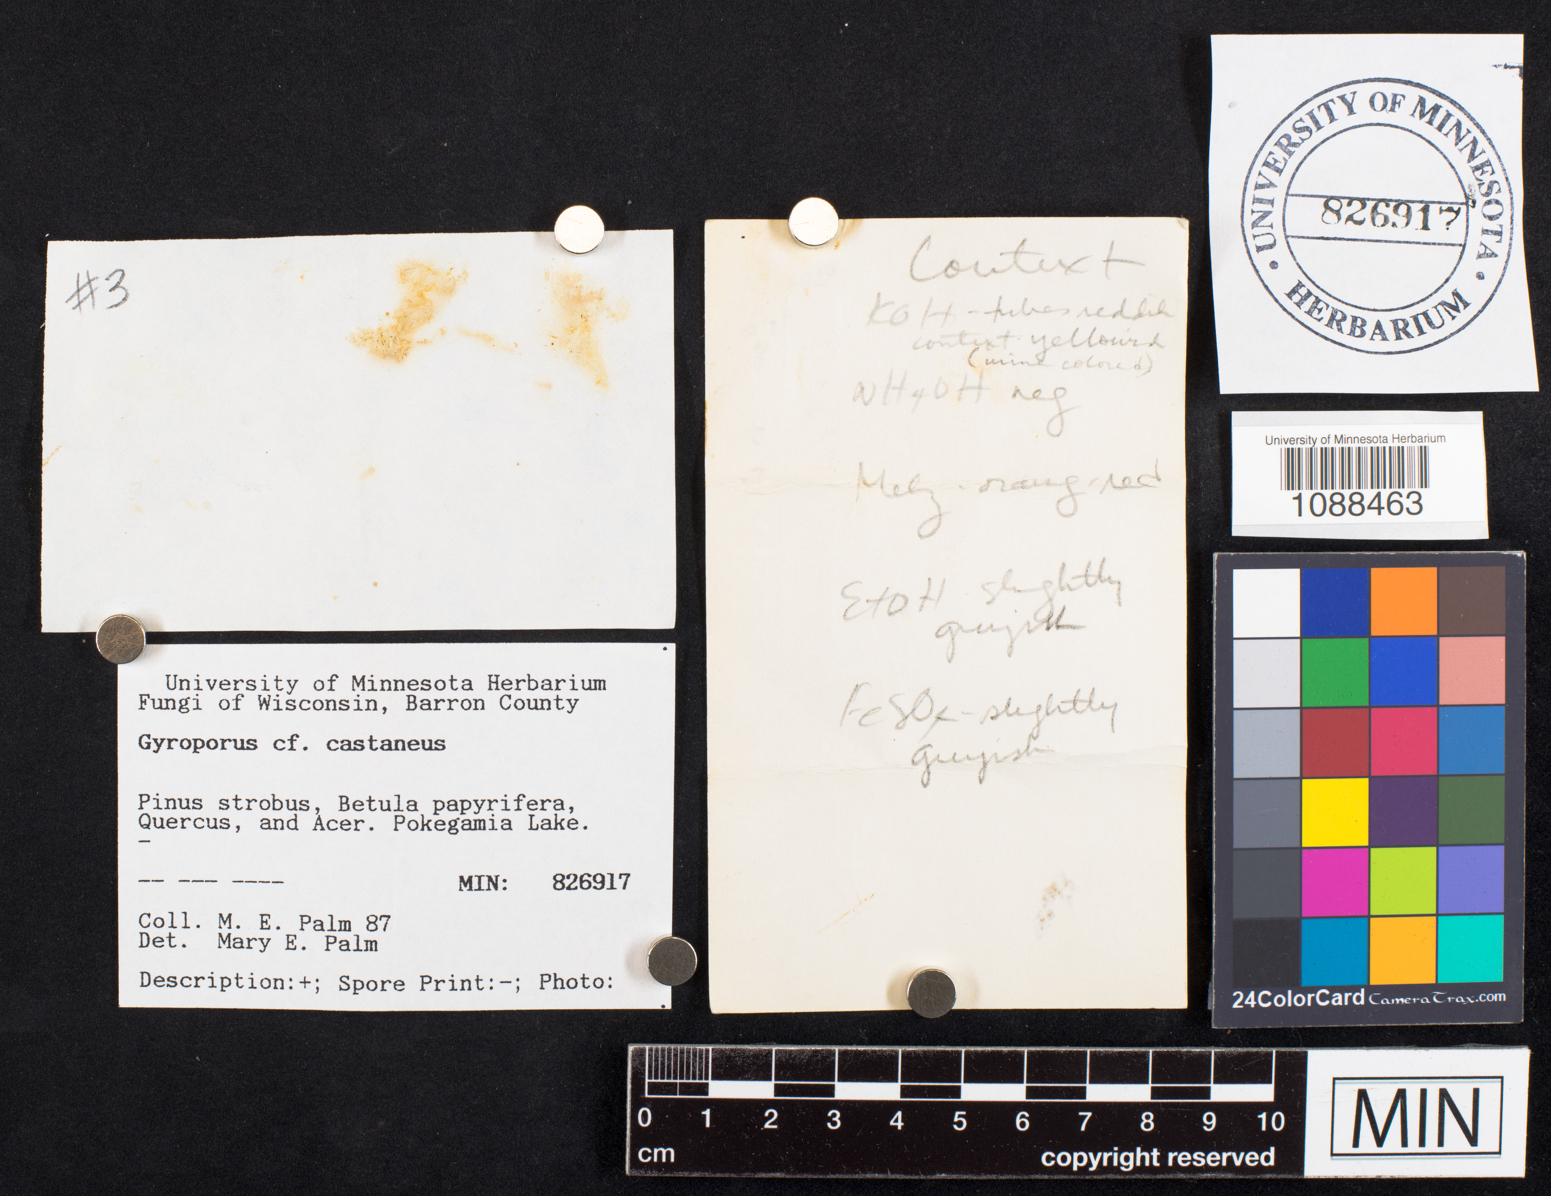 #3
University of Minnesota Herbarium
Fungi of Wisconsin, Barron County
Gyroporus cf. castaneus
Pinus strobus, Betula papyrifera,
Quercus, and Acer. Pokegamia Lake.
–
-- --- ----
MIN: 826917
Coll. M. E. Palm 87
Det. Mary E. Palm
Description:+; Spore Print:-; Photo:
Context
KOH - tubes reddish
context yellowish
(wine colored)
NH4OH neg
Melz - orang-red
EtOH slightly
greyish
FeSO4 - slightly
greyish
UNIVERSITY OF MINNESOTA
826917
HERBARIUM
University of Minnesota Herbarium
1088463
24ColorCard CameraTrax.com
0 1 2 3 4 5 6 7 8 9 10
cm
copyright reserved
MIN